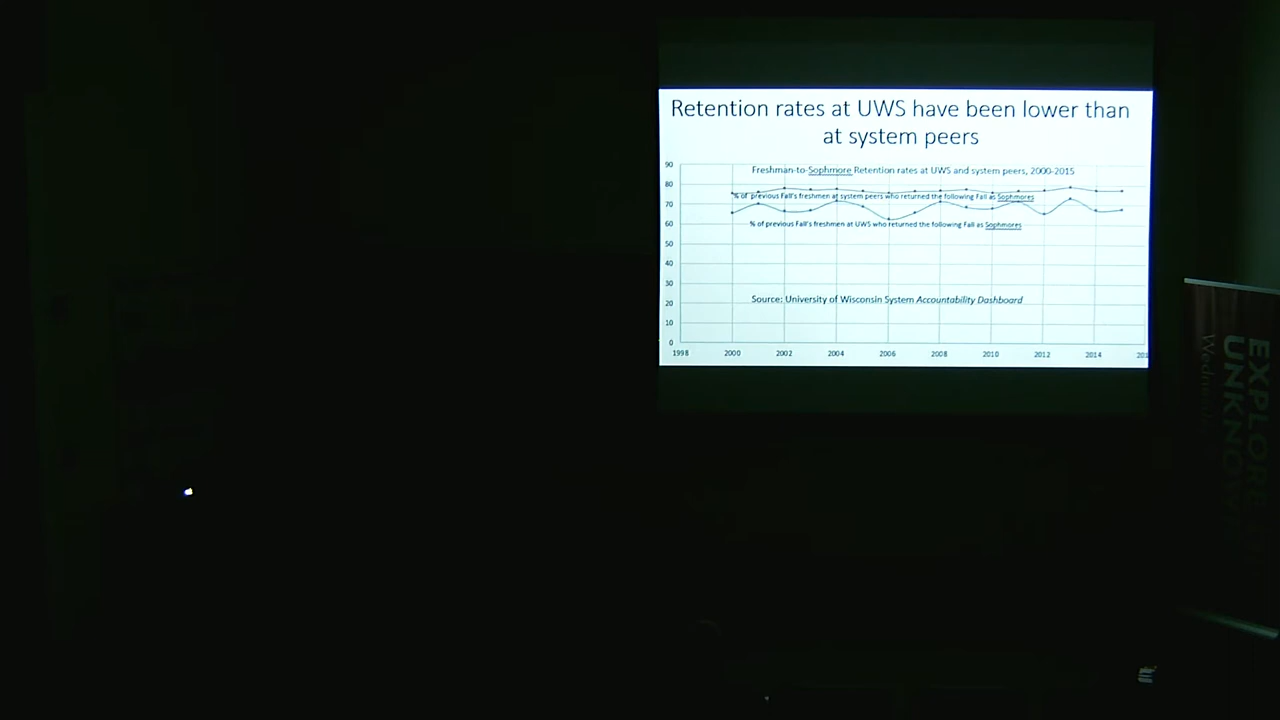 Retention rates at UWS have been lower than
at system peers
Freshman-to-Sophmore Retention rates at UWS and system peers, 2000-2015
% of previous Fall's freshmen at system peers who returned the following Fall as Sophmores
% of previous Fall's freshmen at UWS who returned the following Fall as Sophmores
Source: University of Wisconsin System Accountability Dashboard
90
80
70
60
50
40
30
20
10
0
1998 2000 2002 2004 2006 2008 2010 2012 2014
EXPLORE
UNKNOW